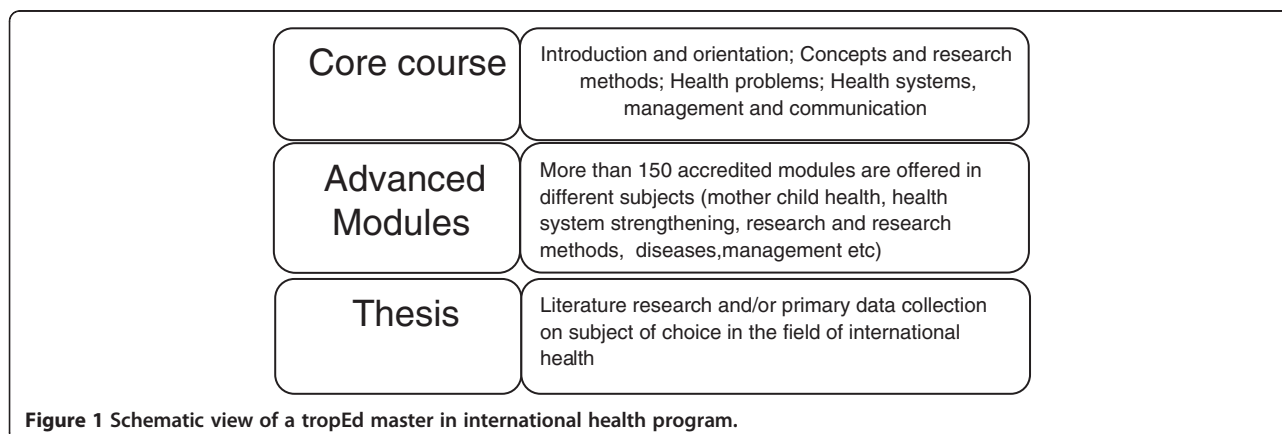 Core course
Introduction and orientation; Concepts and research
methods; Health problems; Health systems,
management and communication
Advanced
Modules
More than 150 accredited modules are offered in
different subjects (mother child health, health
system strengthening, research and research
methods,  diseases,management etc)
Thesis
Literature research and/or primary data collection
on subject of choice in the field of international
health
Figure 1 Schematic view of a tropEd master in international health program.